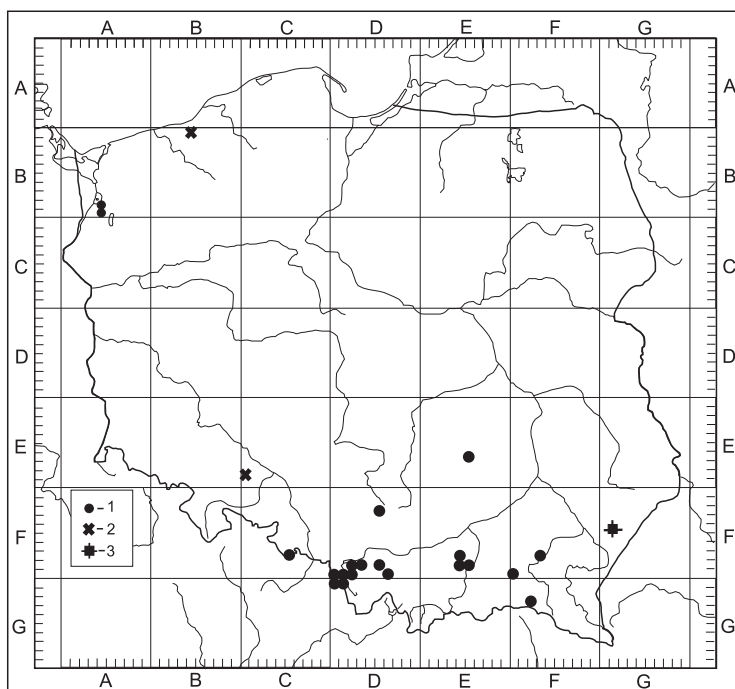 A B C D E F G
A A
B B
C C
D D
E E
F F
G G
- 1
- 2
- 3
A B C D E F G